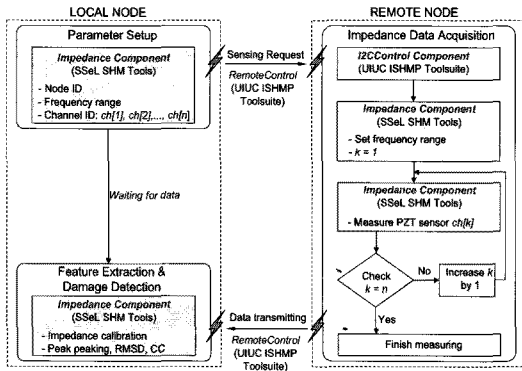 LOCAL NODE
Parameter Setup
Impedance Component
(SSeL SHM Tools)
- Node ID
- Frequency range
- Channel ID: ch[1], ch[2],..., ch[n]
Waiting for data
Feature Extraction &
Damage Detection
Impedance Component
(SSeL SHM Tools)
- Impedance calibration
- Peak peaking, RMSD, CC
Sensing Request
RemoteControl
(UIUC ISHMP
Toolsuite)
Data transmitting
RemoteControl
(UIUC ISHMP
Toolsuite)
REMOTE NODE
Impedance Data Acquisition
I2CControl Component
(UIUC ISHMP Toolsuite)
Impedance Component
(SSeL SHM Tools)
- Set frequency range
- k = 1
Impedance Component
(SSeL SHM Tools)
- Measure PZT sensor ch[k]
Check
k = n
No
Increase k
by 1
Yes
Finish measuring